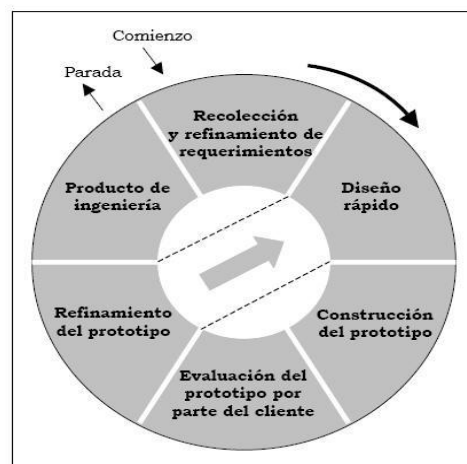 Comienzo
Parada
Recolección
y refinamiento de
requerimientos
Diseño
rápido
Construcción
del prototipo
Evaluación del
prototipo por
parte del cliente
Refinamiento
del prototipo
Producto de
ingeniería